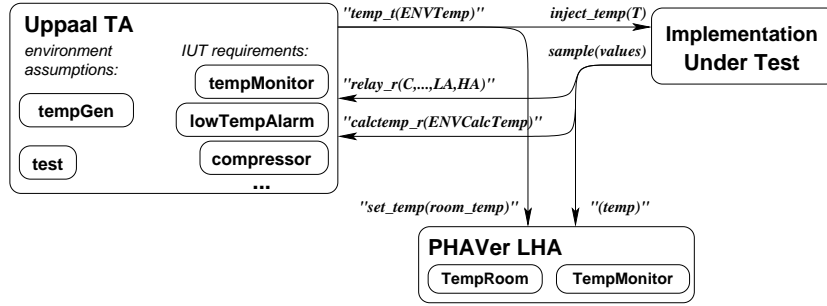 Uppaal TA
environment
assumptions:
tempGen
test
IUT requirements:
tempMonitor
lowTempAlarm
compressor
...
"temp_t(ENVTemp)"
inject_temp(T)
sample(values)
"relay_r(C,...,LA,HA)"
"calctemp_r(ENVCalcTemp)"
Implementation
Under Test
"set_temp(room_temp)"
"(temp)"
PHAVer LHA
TempRoom
TempMonitor